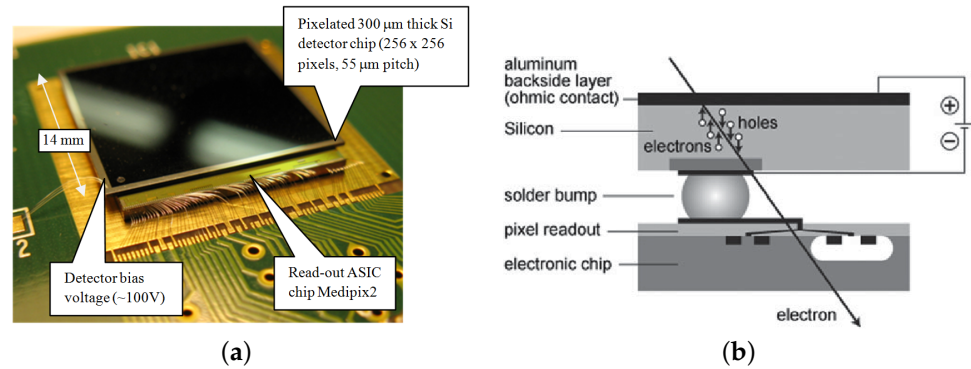 Pixelated 300 µm thick Si
detector chip (256 x 256
pixels, 55 µm pitch)
14 mm
2
Detector bias
voltage (~100V)
Read-out ASIC
chip Medipix2
(a)
aluminum
backside layer
(ohmic contact)
Silicon
holes
electrons
solder bump
pixel readout
electronic chip
electron
+
−
(b)